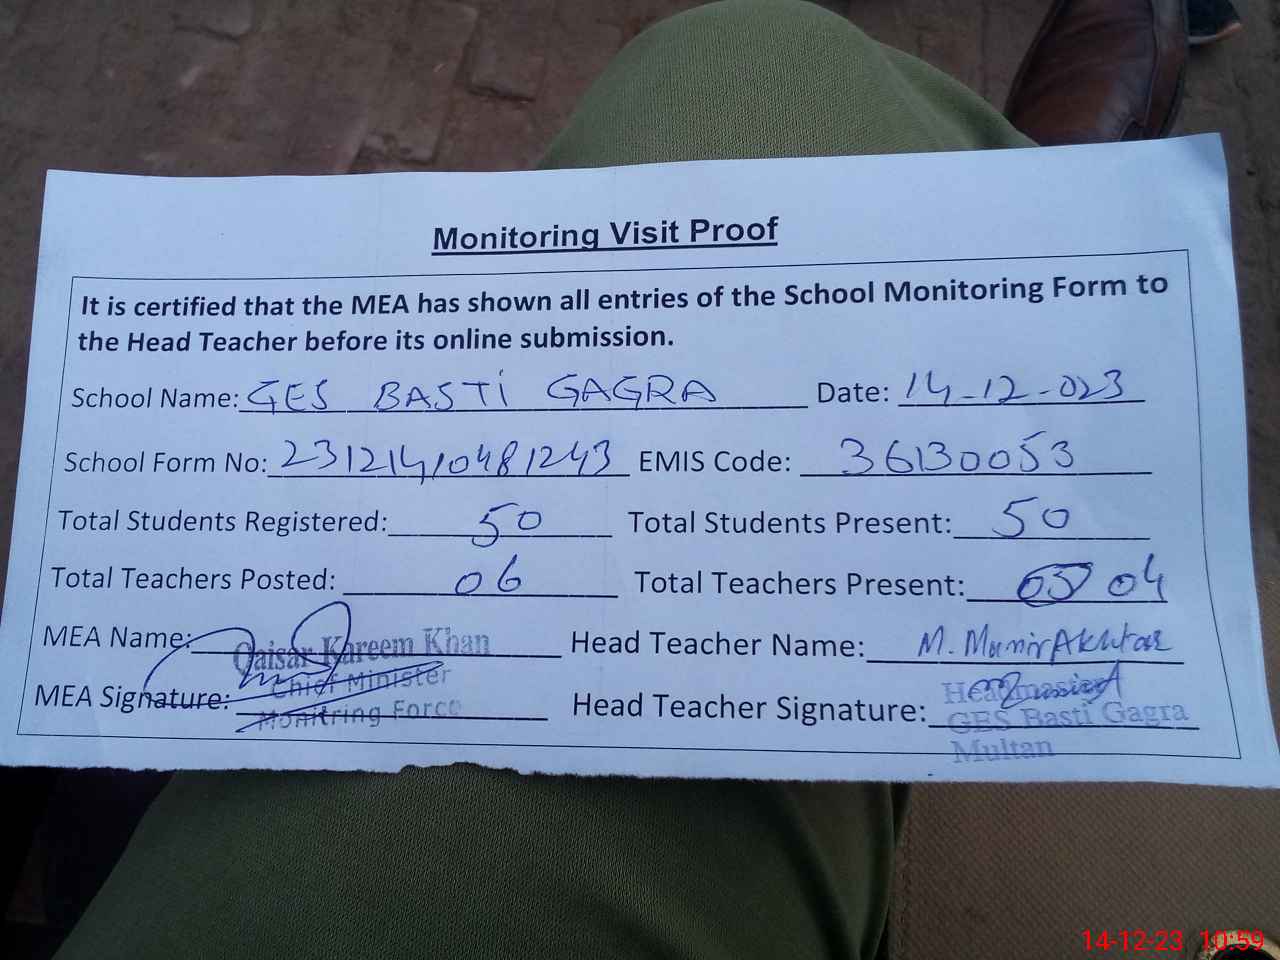 Monitoring Visit Proof
It is certified that the MEA has shown all entries of the School Monitoring Form to
the Head Teacher before its online submission.
School Name: GES BASTI GAGRA Date: 14-12-023
School Form No: 23121410481243 EMIS Code: 36130053
Total Students Registered: 50 Total Students Present: 50
Total Teachers Posted: 06 Total Teachers Present: 04
MEA Name: Qaisar Kareem Khan Head Teacher Name: M. Munir Akhtar
MEA Signature: Chief Minister Head Teacher Signature: Headmaster
Monitring Force GES Basti Gagra
Multan
14-12-23 10:59